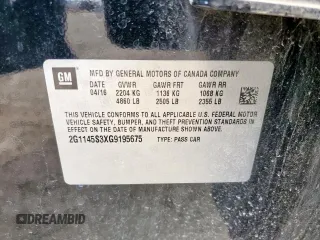 GM
MFD BY GENERAL MOTORS OF CANADA COMPANY
DATE GVWR GAWR FRT GAWR RR
04/16 2204 KG 1136 KG 1068 KG
4860 LB 2505 LB 2355 LB
THIS VEHICLE CONFORMS TO ALL APPLICABLE U.S. FEDERAL MOTOR
VEHICLE SAFETY, BUMPER, AND THEFT PREVENTION STANDARDS IN
EFFECT ON THE DATE OF MANUFACTURE SHOWN ABOVE.
2G1145S3XG9195675 TYPE: PASS CAR
DEMO AUTOBIDMASTER